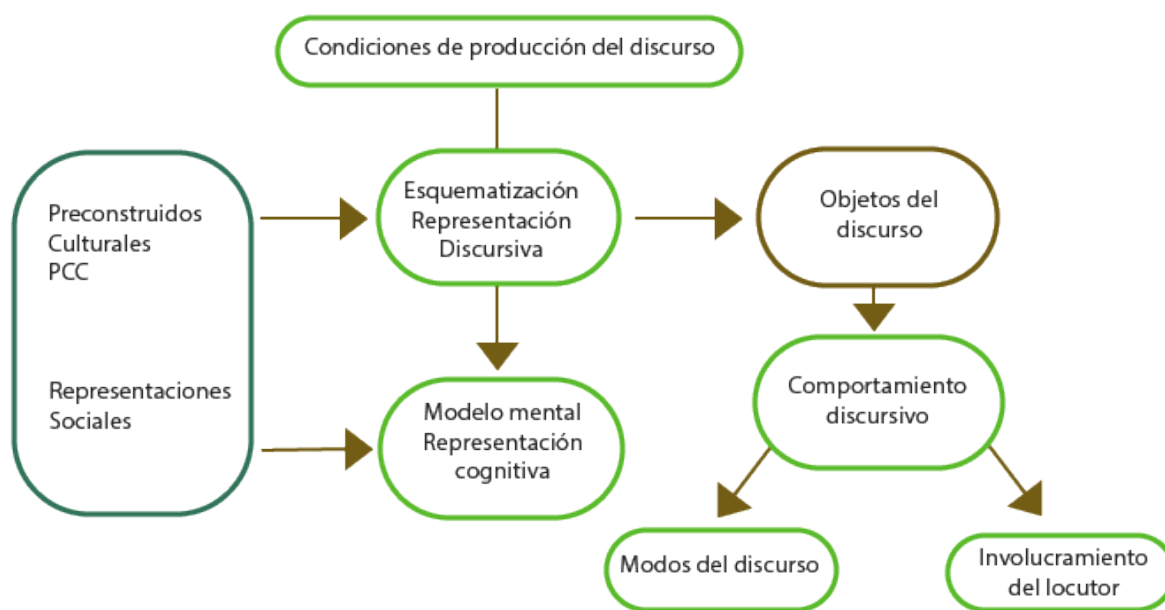 Condiciones de producción del discurso
Preconstruidos
Culturales
PCC
Representaciones
Sociales
Esquematización
Representación
Discursiva
Modelo mental
Representación
cognitiva
Objetos del
discurso
Comportamiento
discursivo
Modos del discurso
Involucramiento
del locutor